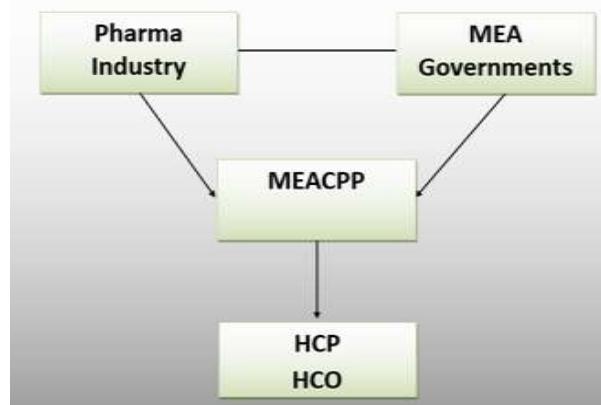 Pharma
Industry
MEA
Governments
MEACPP
HCP
HCO